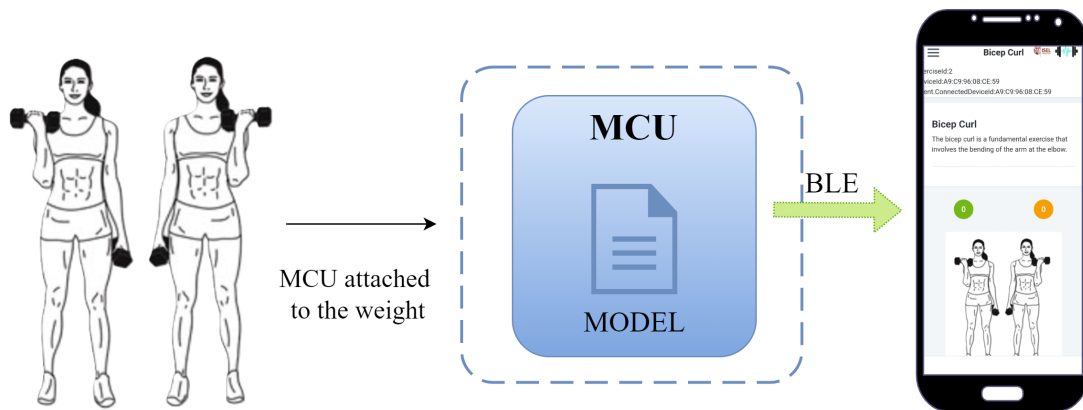 MCU attached
to the weight
MCU
MODEL
BLE
Bicep Curl
ISEL
erciseId:2
viceId:A9:C9:96:08:CE:59
ent.ConnectedDeviceId:A9:C9:96:08:CE:59
Bicep Curl
The bicep curl is a fundamental exercise that
involves the bending of the arm at the elbow.
0
0